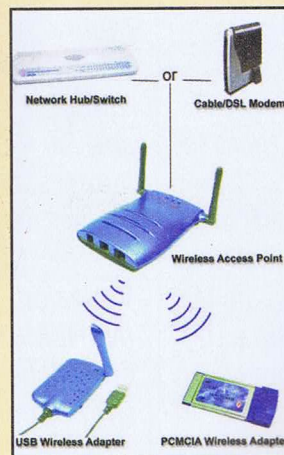 or
Network Hub/Switch
Cable/DSL Modem
Wireless Access Point
USB Wireless Adapter
PCMCIA Wireless Adapte